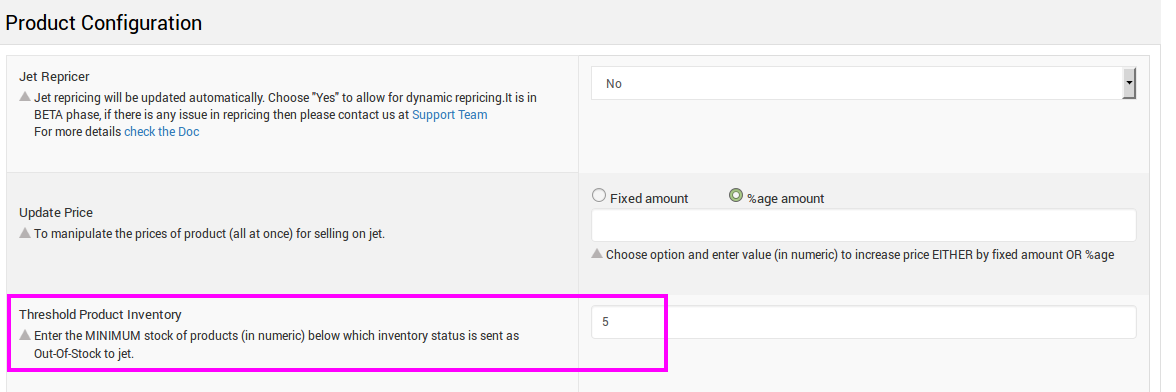 Product Configuration
Jet Repricer
Jet repricing will be updated automatically. Choose "Yes" to allow for dynamic repricing.It is in
BETA phase, if there is any issue in repricing then please contact us at Support Team
For more details check the Doc
No
Update Price
To manipulate the prices of product (all at once) for selling on jet.
Fixed amount %age amount
Choose option and enter value (in numeric) to increase price EITHER by fixed amount OR %age
Threshold Product Inventory
Enter the MINIMUM stock of products (in numeric) below which inventory status is sent as
Out-Of-Stock to jet.
5